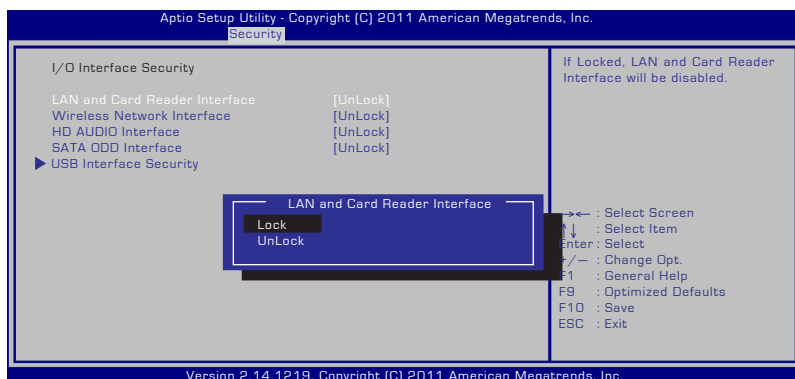 Aptio Setup Utility - Copyright (C) 2011 American Megatrends, Inc.
Security
I/O Interface Security
LAN and Card Reader Interface [UnLock]
Wireless Network Interface [UnLock]
HD AUDIO Interface [UnLock]
SATA ODD Interface [UnLock]
USB Interface Security
If Locked, LAN and Card Reader
Interface will be disabled.
LAN and Card Reader Interface
Lock
UnLock
→← : Select Screen
↑↓ : Select Item
Enter : Select
+/— : Change Opt.
F1 : General Help
F9 : Optimized Defaults
F10 : Save
ESC : Exit
Version 2.14.1219. Copyright (C) 2011 American Megatrends, Inc.